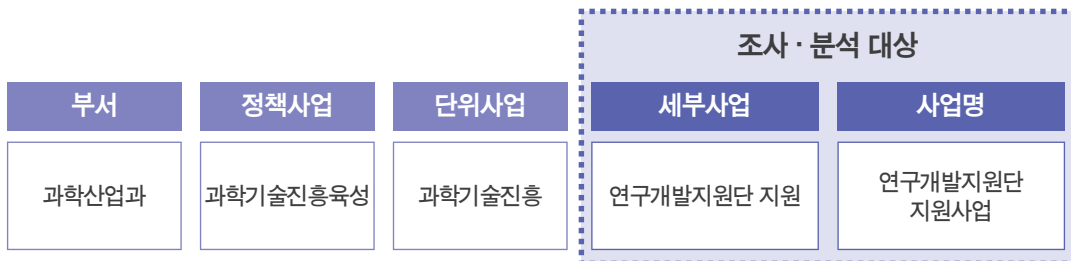 조사 · 분석 대상
부서 정책사업 단위사업 세부사업 사업명
과학산업과 과학기술진흥육성 과학기술진흥 연구개발지원단 지원 연구개발지원단
지원사업